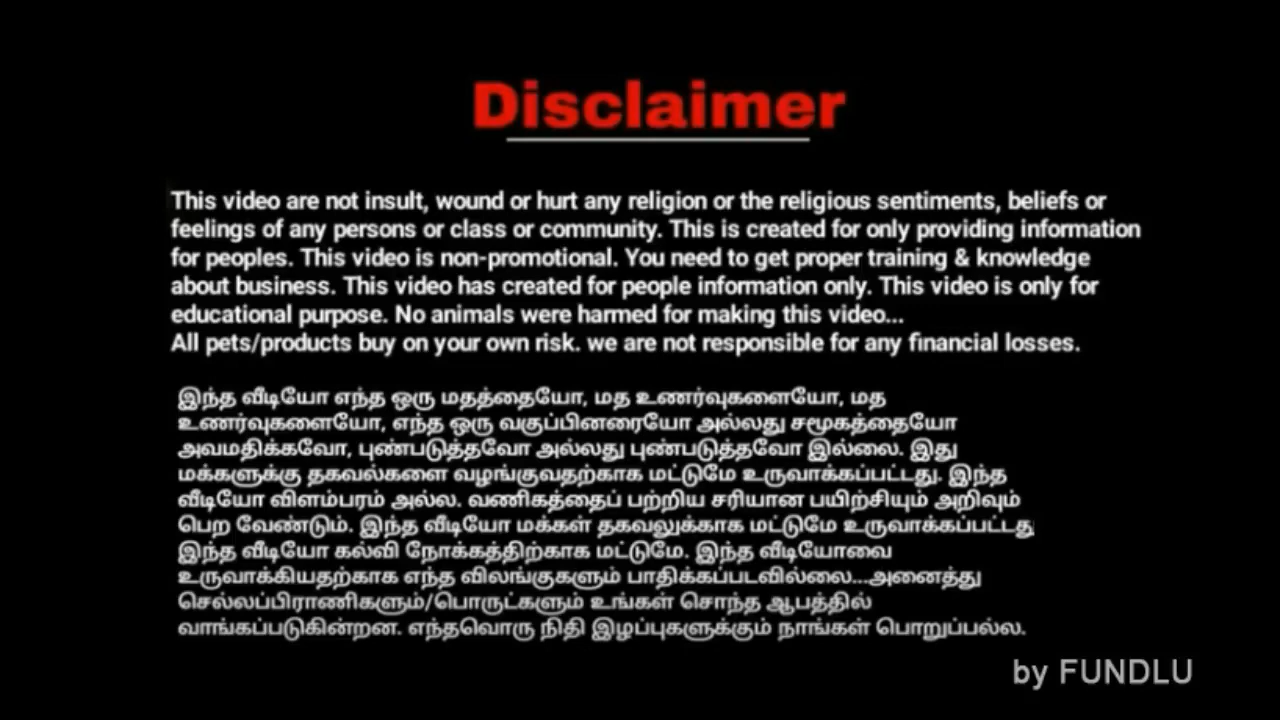 Disclaimer
This video are not insult, wound or hurt any religion or the religious sentiments, beliefs or
feelings of any persons or class or community. This is created for only providing information
for peoples. This video is non-promotional. You need to get proper training & knowledge
about business. This video has created for people information only. This video is only for
educational purpose. No animals were harmed for making this video...
All pets/products buy on your own risk. we are not responsible for any financial losses.
இந்த வீடியோ எந்த ஒரு மதத்தையோ, மத உணர்வுகளையோ, மத
உணர்வுகளையோ, எந்த ஒரு வகுப்பினரையோ அல்லது சமூகத்தையோ
அவமதிக்கவோ, புண்படுத்தவோ அல்லது புண்படுத்தவோ இல்லை. இது
மக்களுக்கு தகவல்களை வழங்குவதற்காக மட்டுமே உருவாக்கப்பட்டது. இந்த
வீடியோ விளம்பரம் அல்ல. வணிகத்தைப் பற்றிய சரியான பயிற்சியும் அறிவும்
பெற வேண்டும். இந்த வீடியோ மக்கள் தகவலுக்காக மட்டுமே உருவாக்கப்பட்டது
இந்த வீடியோ கல்வி நோக்கத்திற்காக மட்டுமே. இந்த வீடியோவை
உருவாக்கியதற்காக எந்த விலங்குகளும் பாதிக்கப்படவில்லை...அனைத்து
செல்லப்பிராணிகளும்/பொருட்களும் உங்கள் சொந்த ஆபத்தில்
வாங்கப்படுகின்றன. எந்தவொரு நிதி இழப்புகளுக்கும் நாங்கள் பொறுப்பல்ல.
by FUNDLU